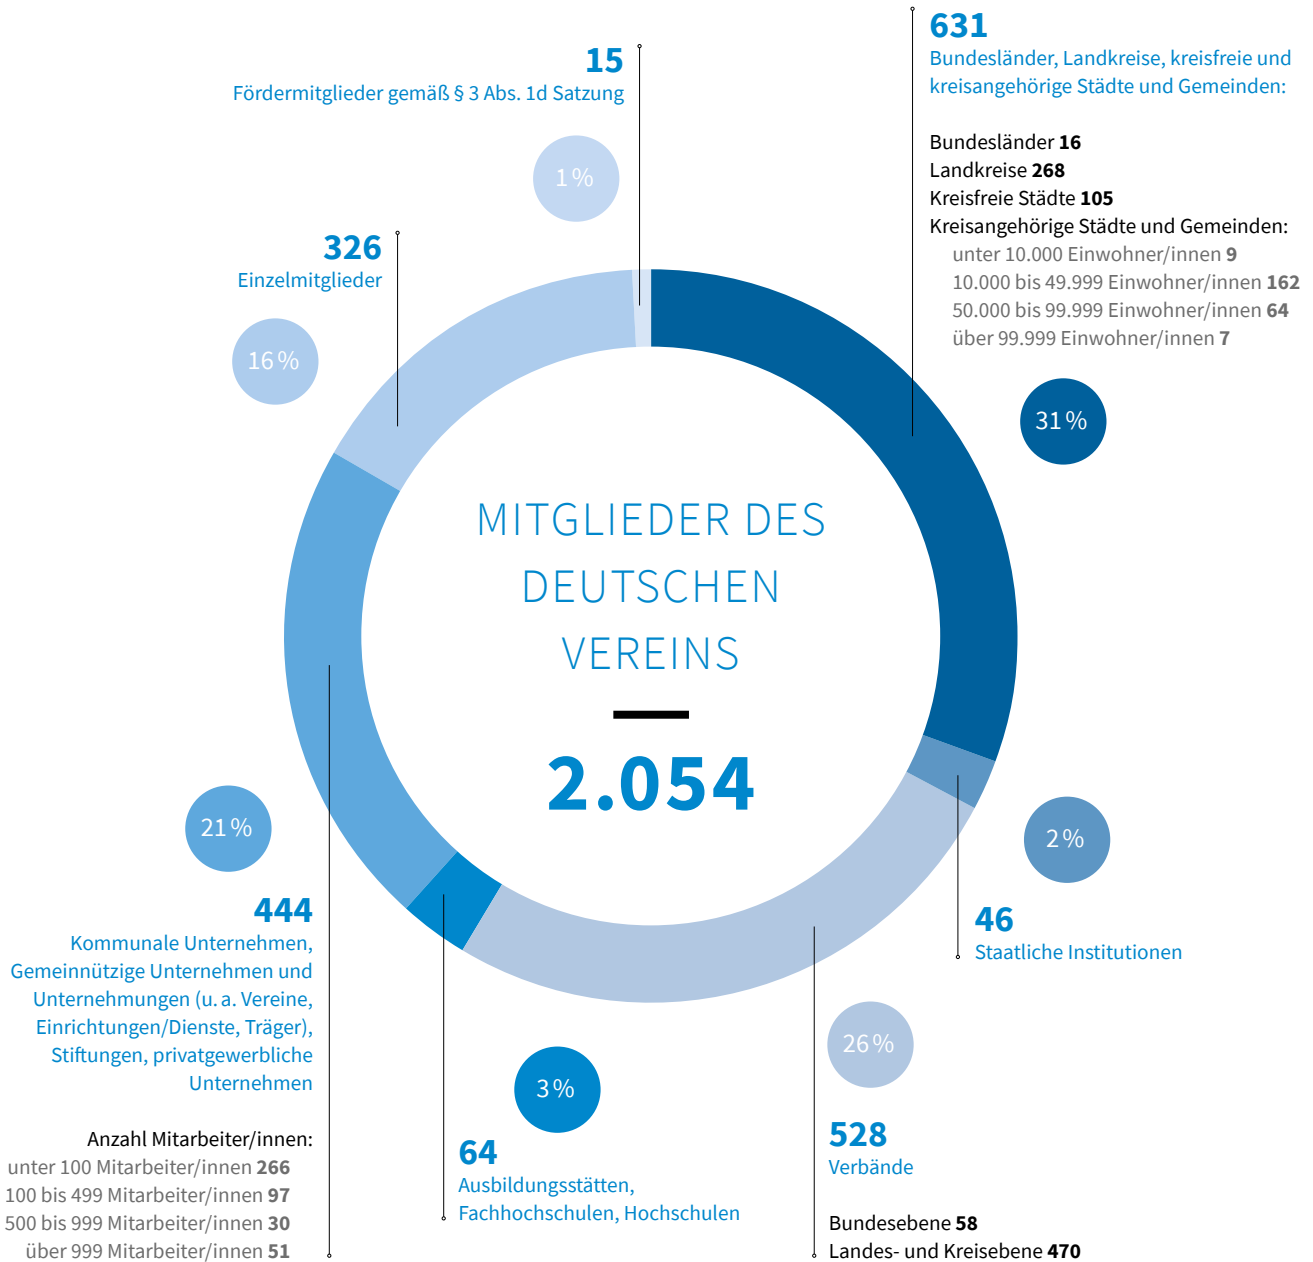 631
Bundesländer, Landkreise, kreisfreie und
kreisangehörige Städte und Gemeinden:
Bundesländer 16
Landkreise 268
Kreisfreie Städte 105
Kreisangehörige Städte und Gemeinden:
unter 10.000 Einwohner/innen 9
10.000 bis 49.999 Einwohner/innen 162
50.000 bis 99.999 Einwohner/innen 64
über 99.999 Einwohner/innen 7
31 %
15
Fördermitglieder gemäß § 3 Abs. 1d Satzung
1 %
326
Einzelmitglieder
16 %
MITGLIEDER DES
DEUTSCHEN
VEREINS
2.054
21 %
444
Kommunale Unternehmen,
Gemeinnützige Unternehmen und
Unternehmungen (u. a. Vereine,
Einrichtungen/Dienste, Träger),
Stiftungen, privatgewerbliche
Unternehmen
Anzahl Mitarbeiter/innen:
unter 100 Mitarbeiter/innen 266
100 bis 499 Mitarbeiter/innen 97
500 bis 999 Mitarbeiter/innen 30
über 999 Mitarbeiter/innen 51
3 %
64
Ausbildungsstätten,
Fachhochschulen, Hochschulen
2 %
46
Staatliche Institutionen
26 %
528
Verbände
Bundesebene 58
Landes- und Kreisebene 470